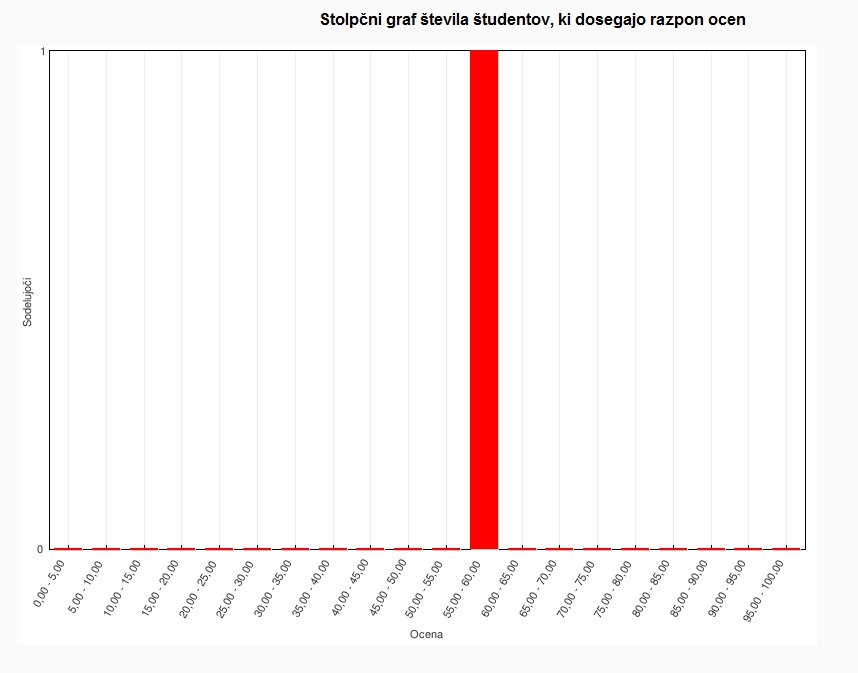 Stolpčni graf števila študentov, ki dosegajo razpon ocen
1
Sodelujoči
0
0,00 - 5,00
5,00 - 10,00
10,00 - 15,00
15,00 - 20,00
20,00 - 25,00
25,00 - 30,00
30,00 - 35,00
35,00 - 40,00
40,00 - 45,00
45,00 - 50,00
50,00 - 55,00
55,00 - 60,00
60,00 - 65,00
65,00 - 70,00
70,00 - 75,00
75,00 - 80,00
80,00 - 85,00
85,00 - 90,00
90,00 - 95,00
95,00 - 100,00
Ocena